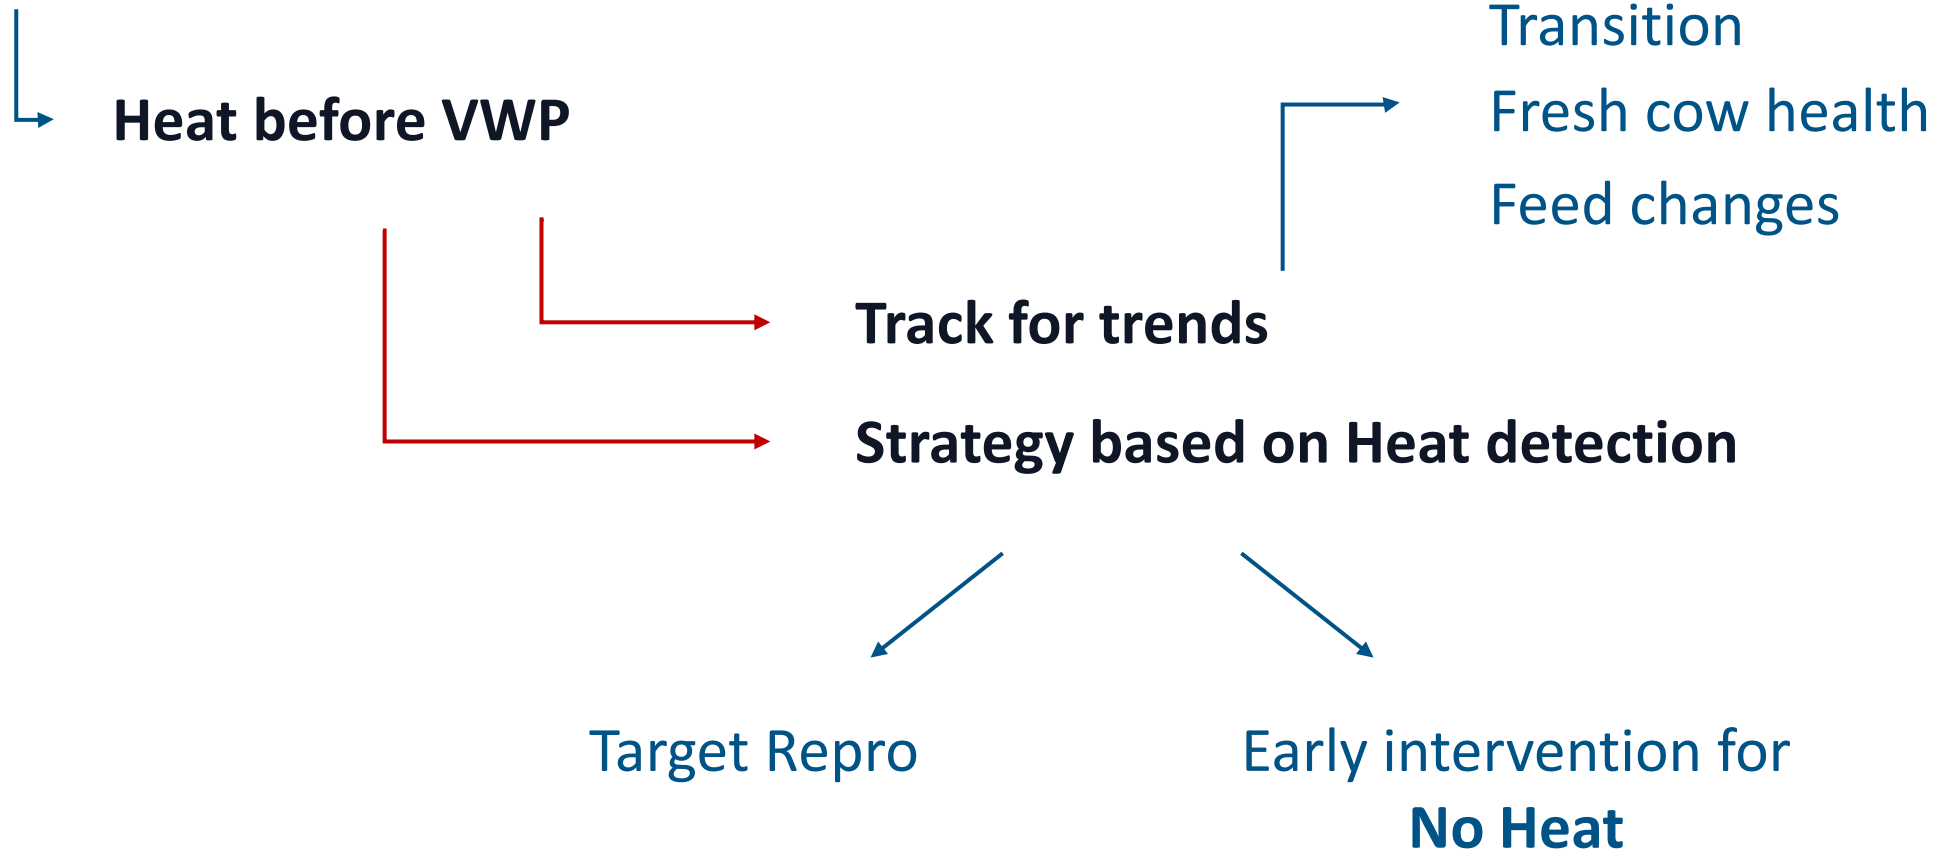 Transition
Heat before VWP
Fresh cow health
Feed changes
Track for trends
Strategy based on Heat detection
Target Repro
Early intervention for
No Heat